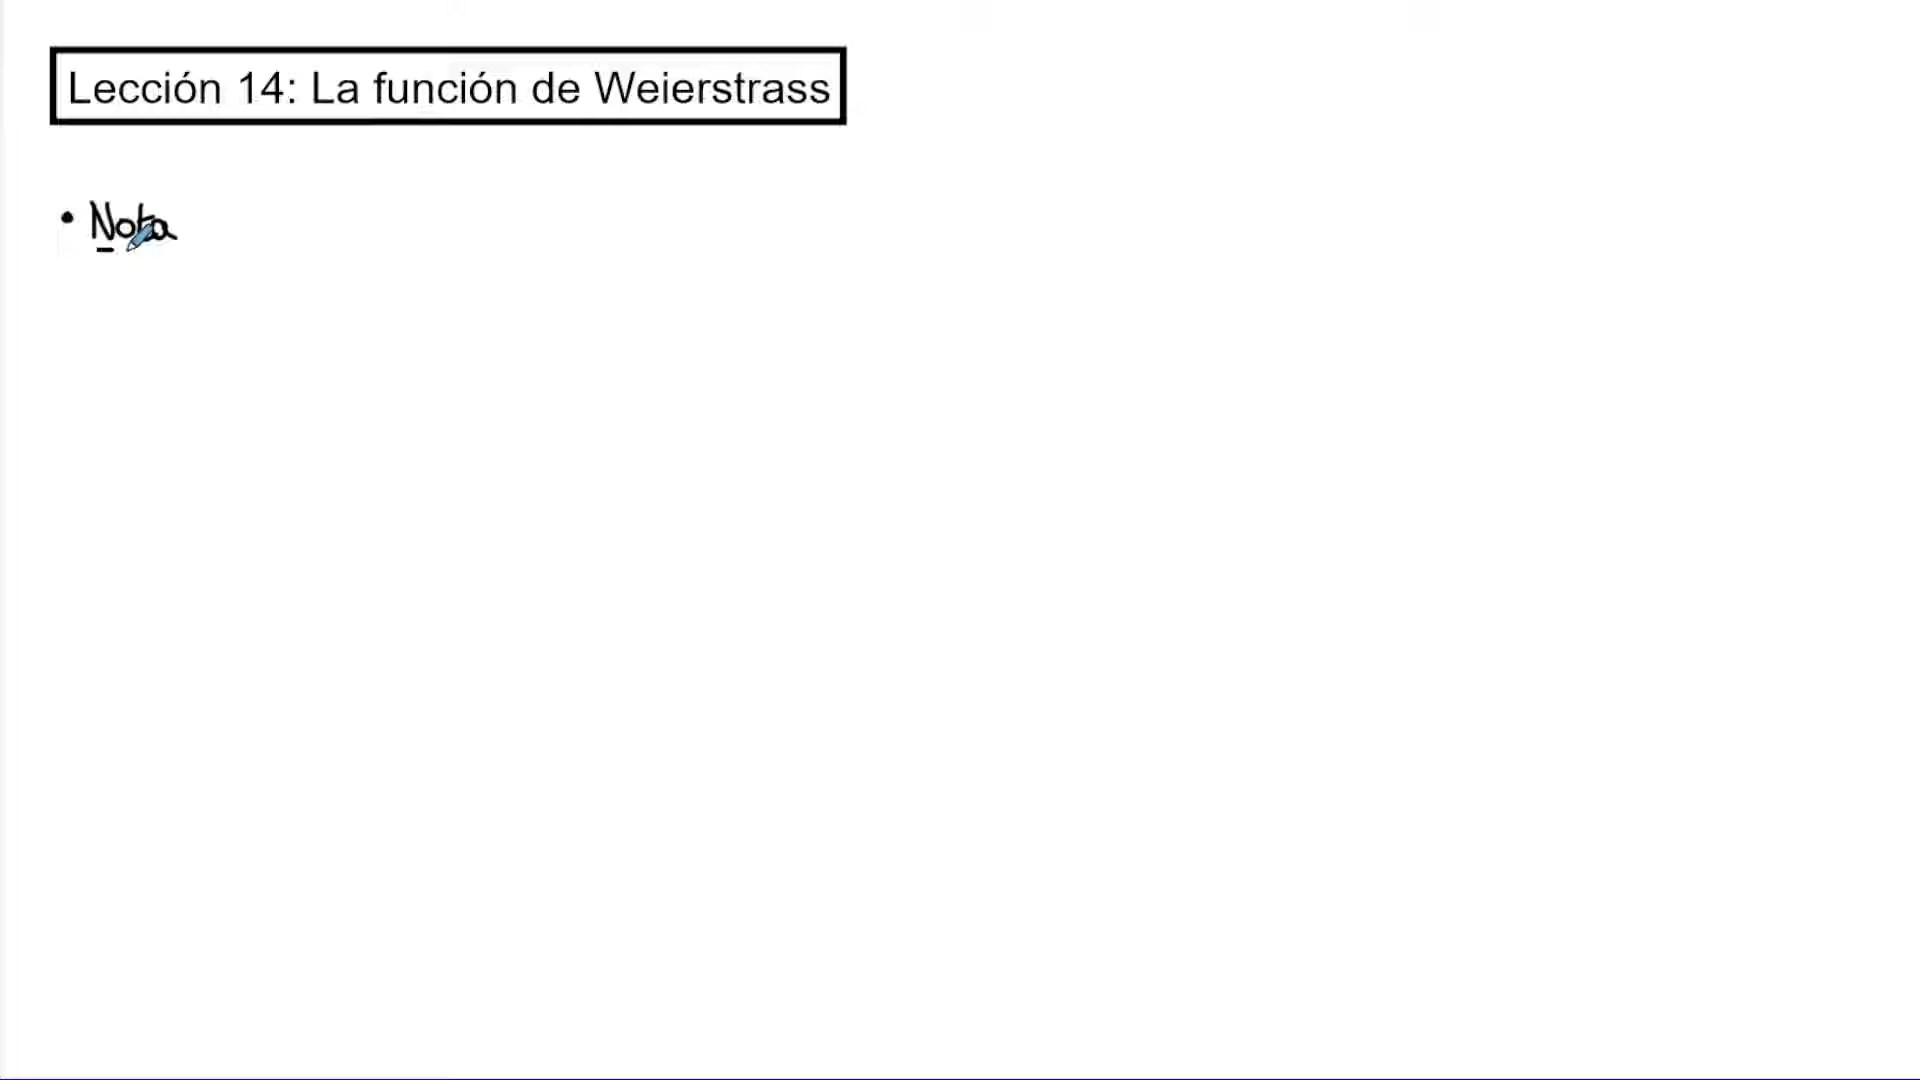 Lección 14: La función de Weierstrass
• Nota